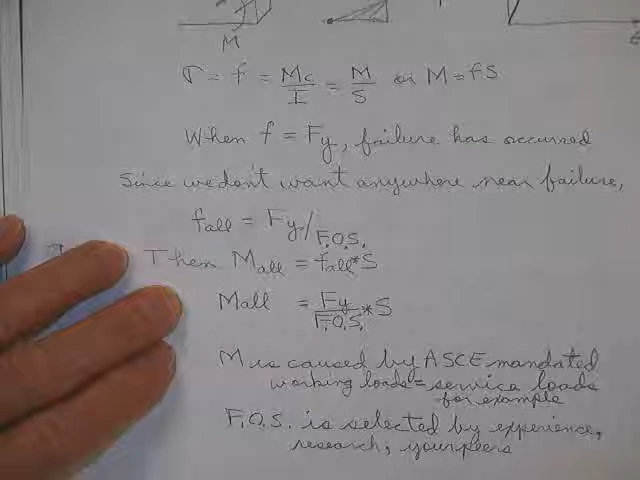 M
σ = f = Mc/I = M/S or M = fS
When f = Fy, failure has occurred
Since we don't want anywhere near failure,
fall = Fy/F.O.S.
Then Mall = fall*S
Mall = Fy/F.O.S. * S
M is caused by ASCE mandated
working loads = service loads
for example
F.O.S. is selected by experience,
research, your peers